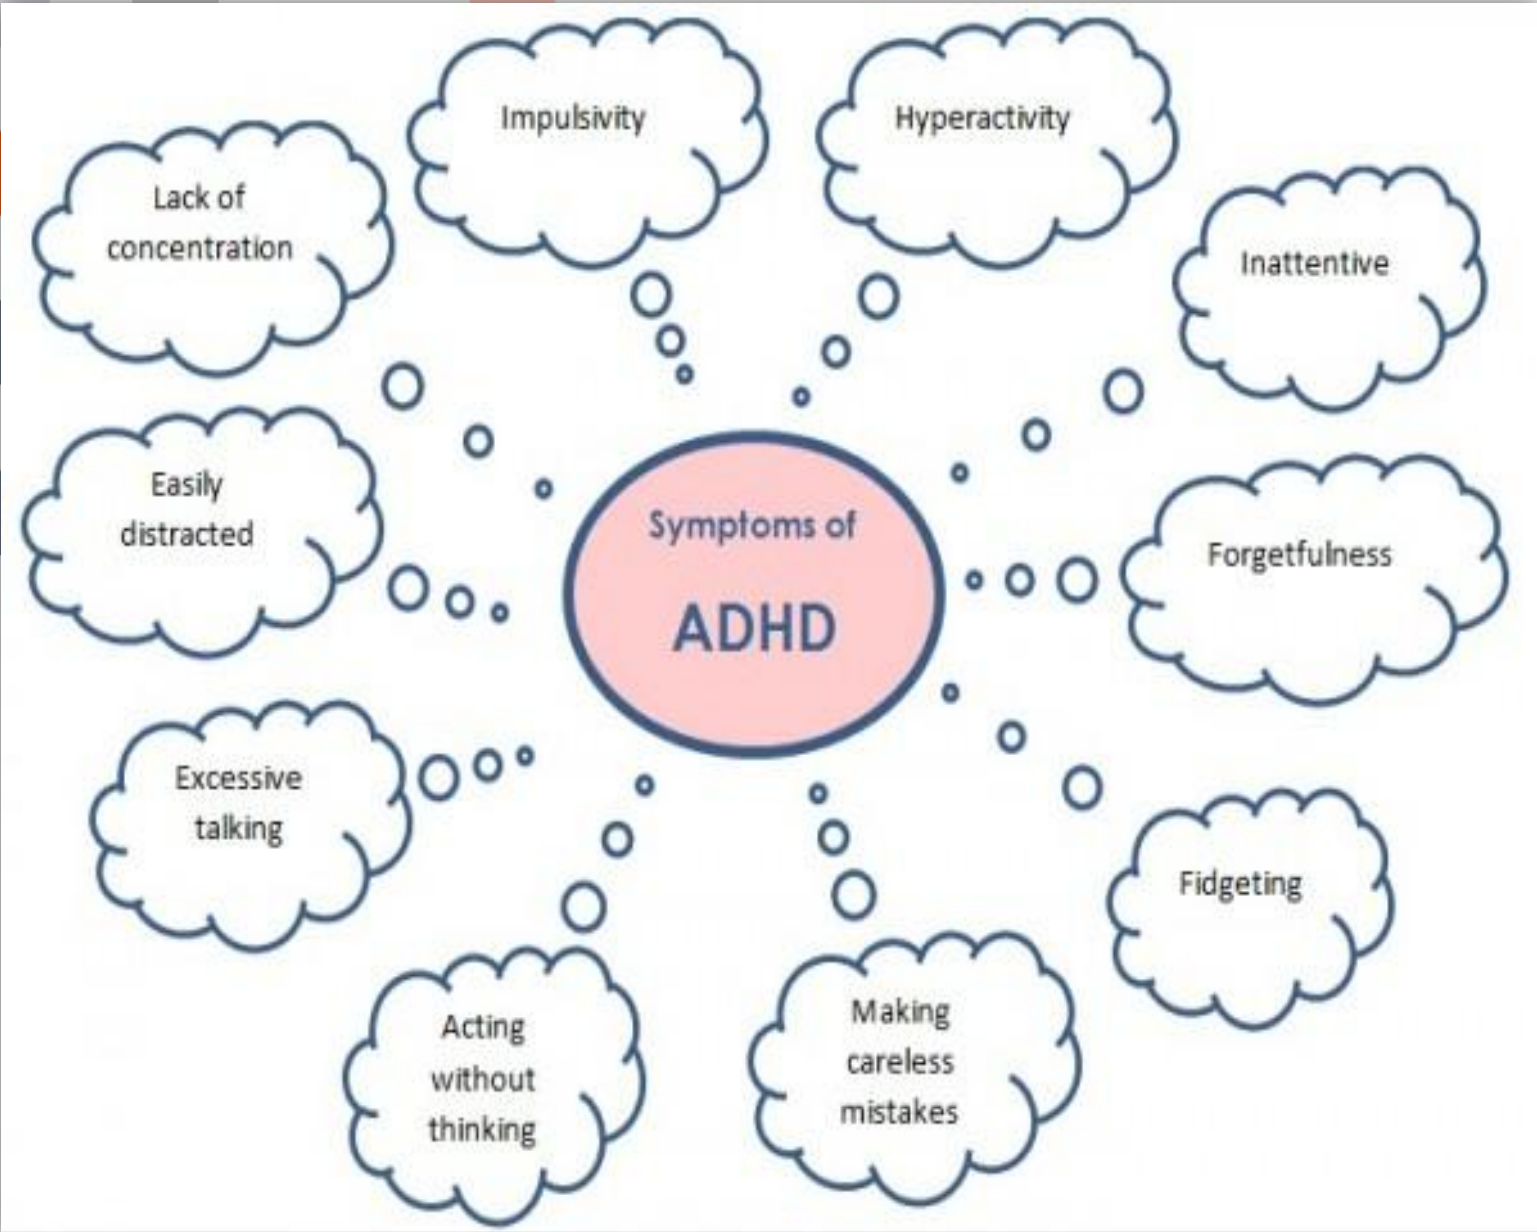 Impulsivity
Hyperactivity
Lack of
concentration
Inattentive
Easily
distracted
Symptoms of
ADHD
Forgetfulness
Excessive
talking
Fidgeting
Acting
without
thinking
Making
careless
mistakes